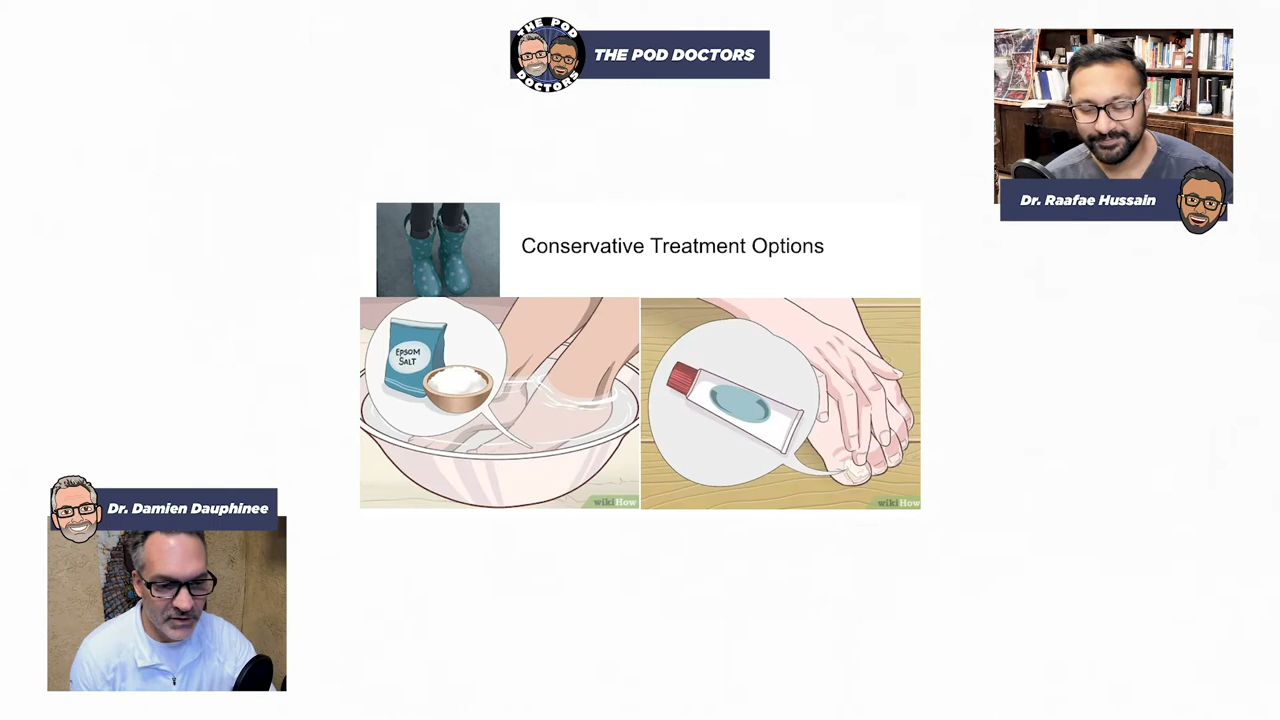 THE POD
DOCTORS
THE POD DOCTORS
Dr. Raafae Hussain
Conservative Treatment Options
EPSOM
SALT
wikiHow
wikiHow
Dr. Damien Dauphinee